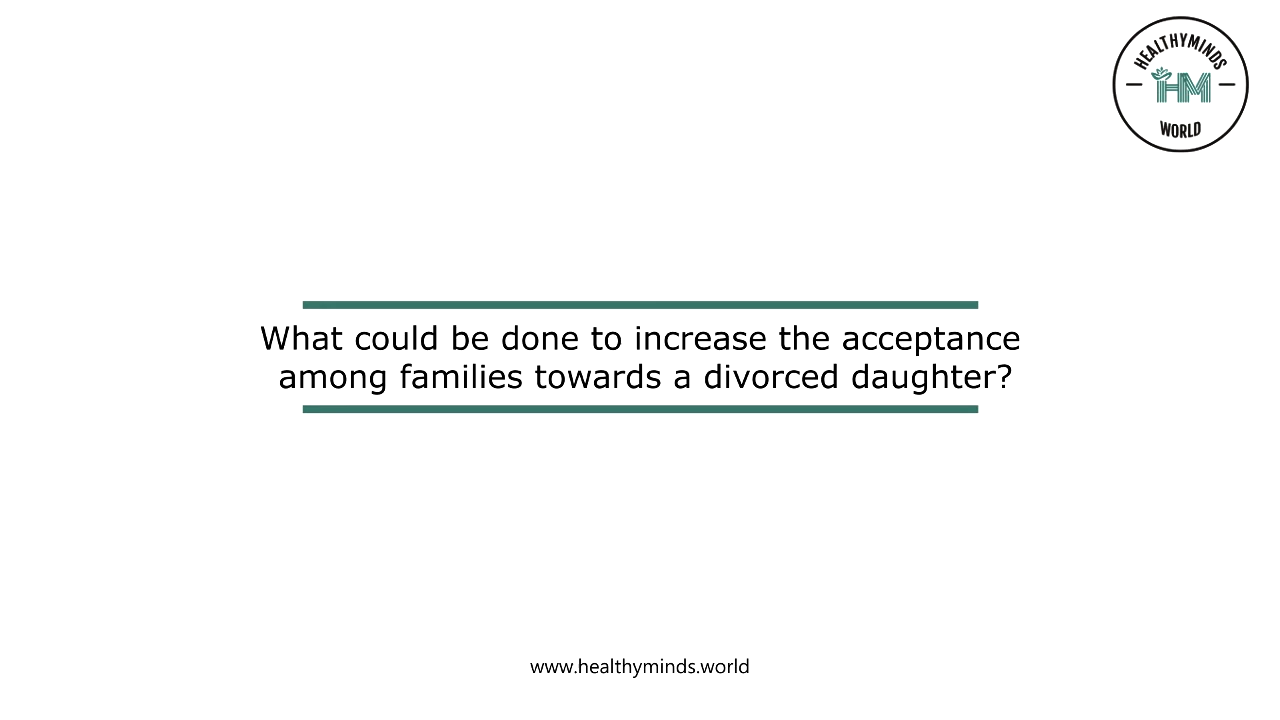 HEALTHYMINDS
HM
WORLD
What could be done to increase the acceptance
among families towards a divorced daughter?
www.healthyminds.world